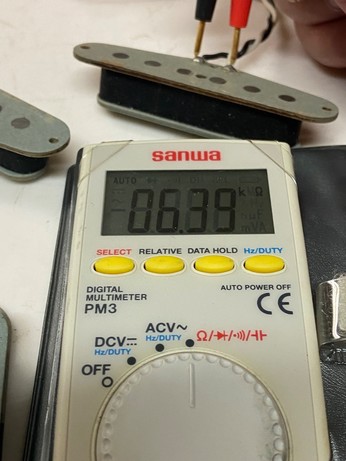 sanwa
AUTO
06.39 kΩ
SELECT RELATIVE DATA HOLD Hz/DUTY
DIGITAL
MULTIMETER
PM3
AUTO POWER OFF
CE
DCV⎓
Hz/DUTY
ACV~
Hz/DUTY
Ω/➔+/•))/⊣⊢
OFF